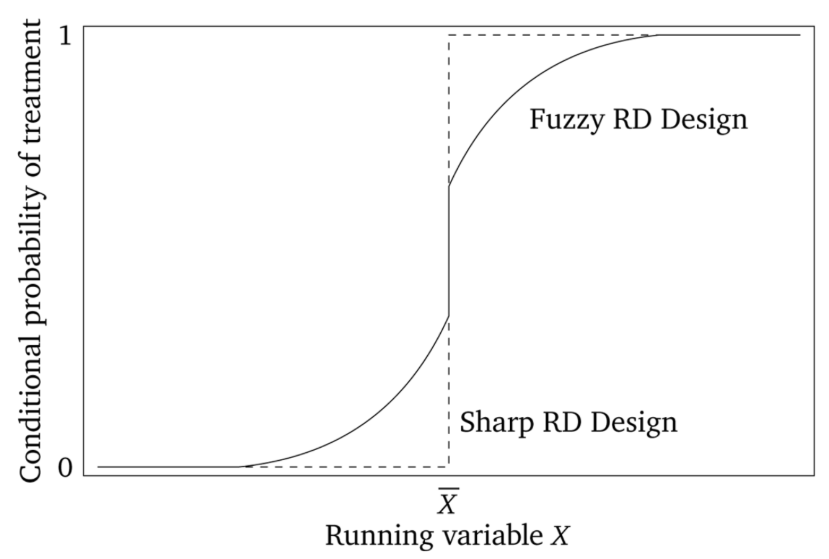 Conditional probability of treatment
1
Fuzzy RD Design
Sharp RD Design
0
X̅
Running variable X